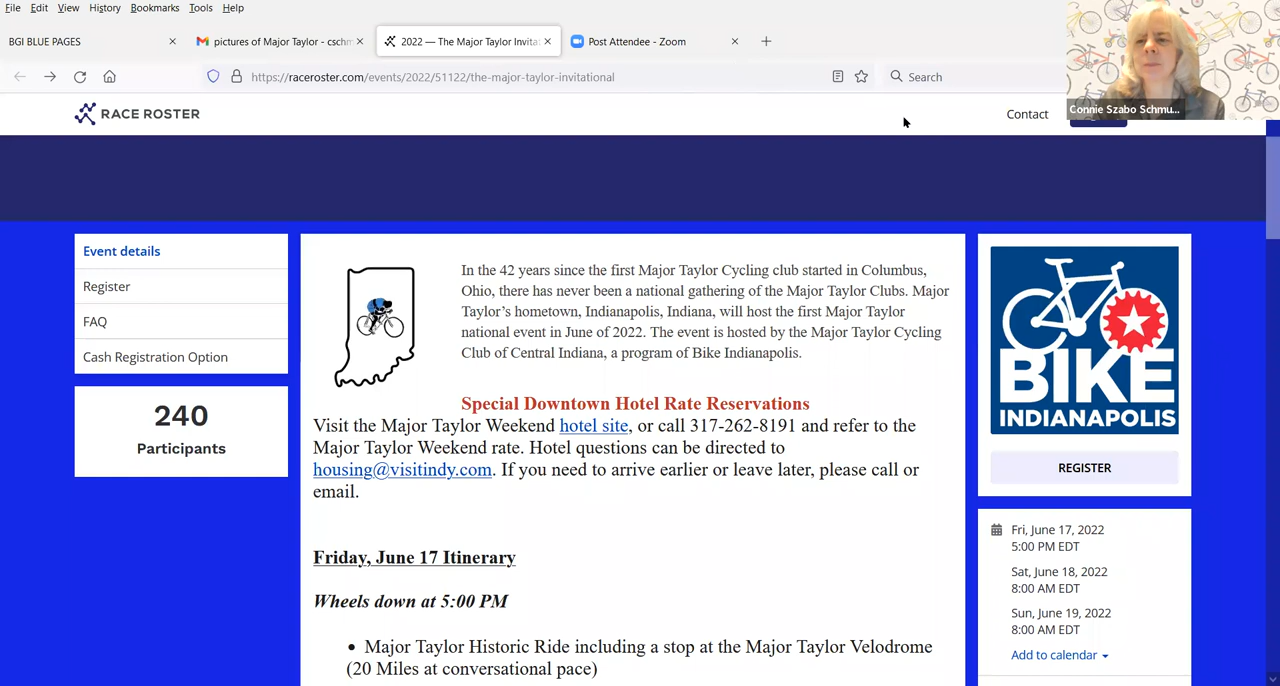 File Edit View History Bookmarks Tools Help
BGI BLUE PAGES
pictures of Major Taylor - cschm
2022 — The Major Taylor Invita
Post Attendee - Zoom
https://raceroster.com/events/2022/51122/the-major-taylor-invitational
Search
Connie Szabo Schmu...
RACE ROSTER
Contact
Event details
Register
FAQ
Cash Registration Option
240
Participants
In the 42 years since the first Major Taylor Cycling club started in Columbus,
Ohio, there has never been a national gathering of the Major Taylor Clubs. Major
Taylor's hometown, Indianapolis, Indiana, will host the first Major Taylor
national event in June of 2022. The event is hosted by the Major Taylor Cycling
Club of Central Indiana, a program of Bike Indianapolis.
Special Downtown Hotel Rate Reservations
Visit the Major Taylor Weekend hotel site, or call 317-262-8191 and refer to the
Major Taylor Weekend rate. Hotel questions can be directed to
housing@visitindy.com. If you need to arrive earlier or leave later, please call or
email.
Friday, June 17 Itinerary
Wheels down at 5:00 PM
• Major Taylor Historic Ride including a stop at the Major Taylor Velodrome
(20 Miles at conversational pace)
BIKE
INDIANAPOLIS
REGISTER
Fri, June 17, 2022
5:00 PM EDT
Sat, June 18, 2022
8:00 AM EDT
Sun, June 19, 2022
8:00 AM EDT
Add to calendar